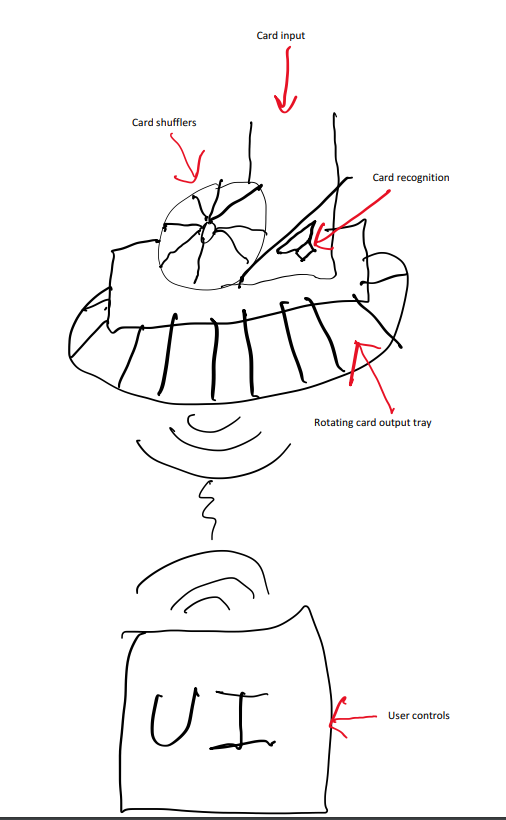 Card input
Card shufflers
Card recognition
Rotating card output tray
UI
User controls